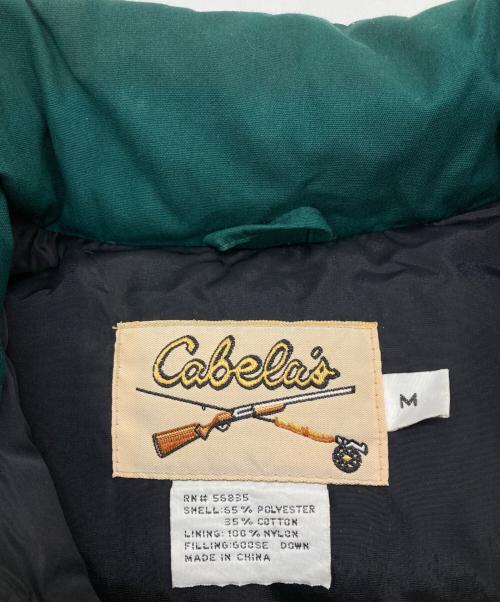 Cabela's
M
RN# 56835
SHELL:65% POLYESTER
35% COTTON
LINING:100% NYLON
FILLING:GOOSE DOWN
MADE IN CHINA